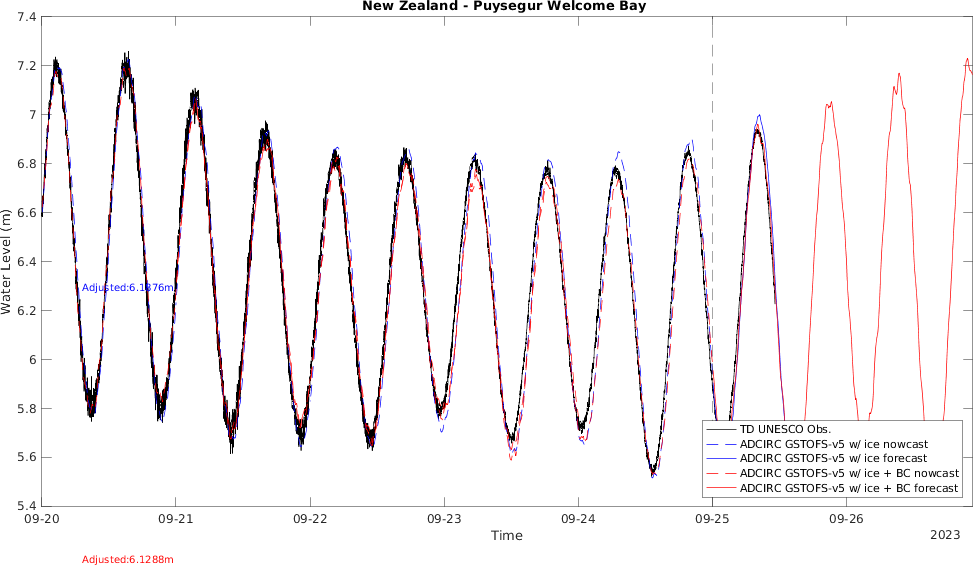 New Zealand - Puysegur Welcome Bay
7.4
7.2
7
6.8
6.6
6.4
6.2
6
5.8
5.6
5.4
Water Level (m)
Adjusted:6.1376m
TD UNESCO Obs.
ADCIRC GSTOFS-v5 w/ ice nowcast
ADCIRC GSTOFS-v5 w/ ice forecast
ADCIRC GSTOFS-v5 w/ ice + BC nowcast
ADCIRC GSTOFS-v5 w/ ice + BC forecast
09-20 09-21 09-22 09-23 09-24 09-25 09-26
Time
2023
Adjusted:6.1288m